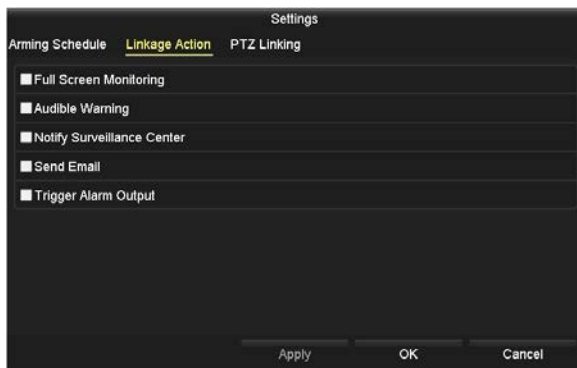 Settings
Arming Schedule Linkage Action PTZ Linking
Full Screen Monitoring
Audible Warning
Notify Surveillance Center
Send Email
Trigger Alarm Output
Apply OK Cancel